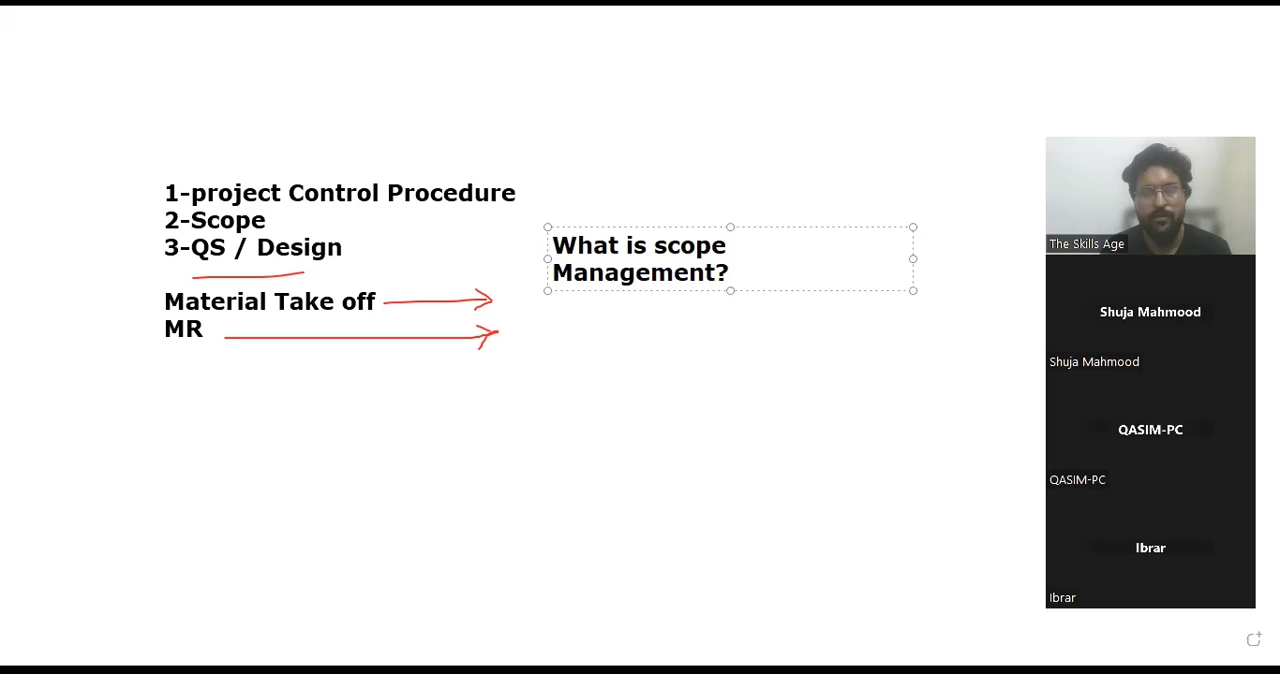 1-project Control Procedure
2-Scope
3-QS / Design
Material Take off
MR
What is scope
Management?
The Skills Age
Shuja Mahmood
Shuja Mahmood
QASIM-PC
QASIM-PC
Ibrar
Ibrar